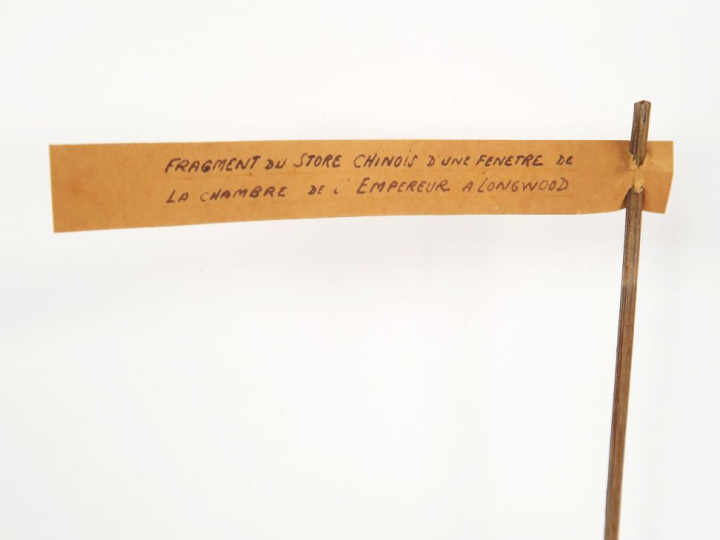 FRAGMENT DU STORE CHINOIS D'UNE FENETRE DE
LA CHAMBRE DE L'EMPEREUR A LONGWOOD